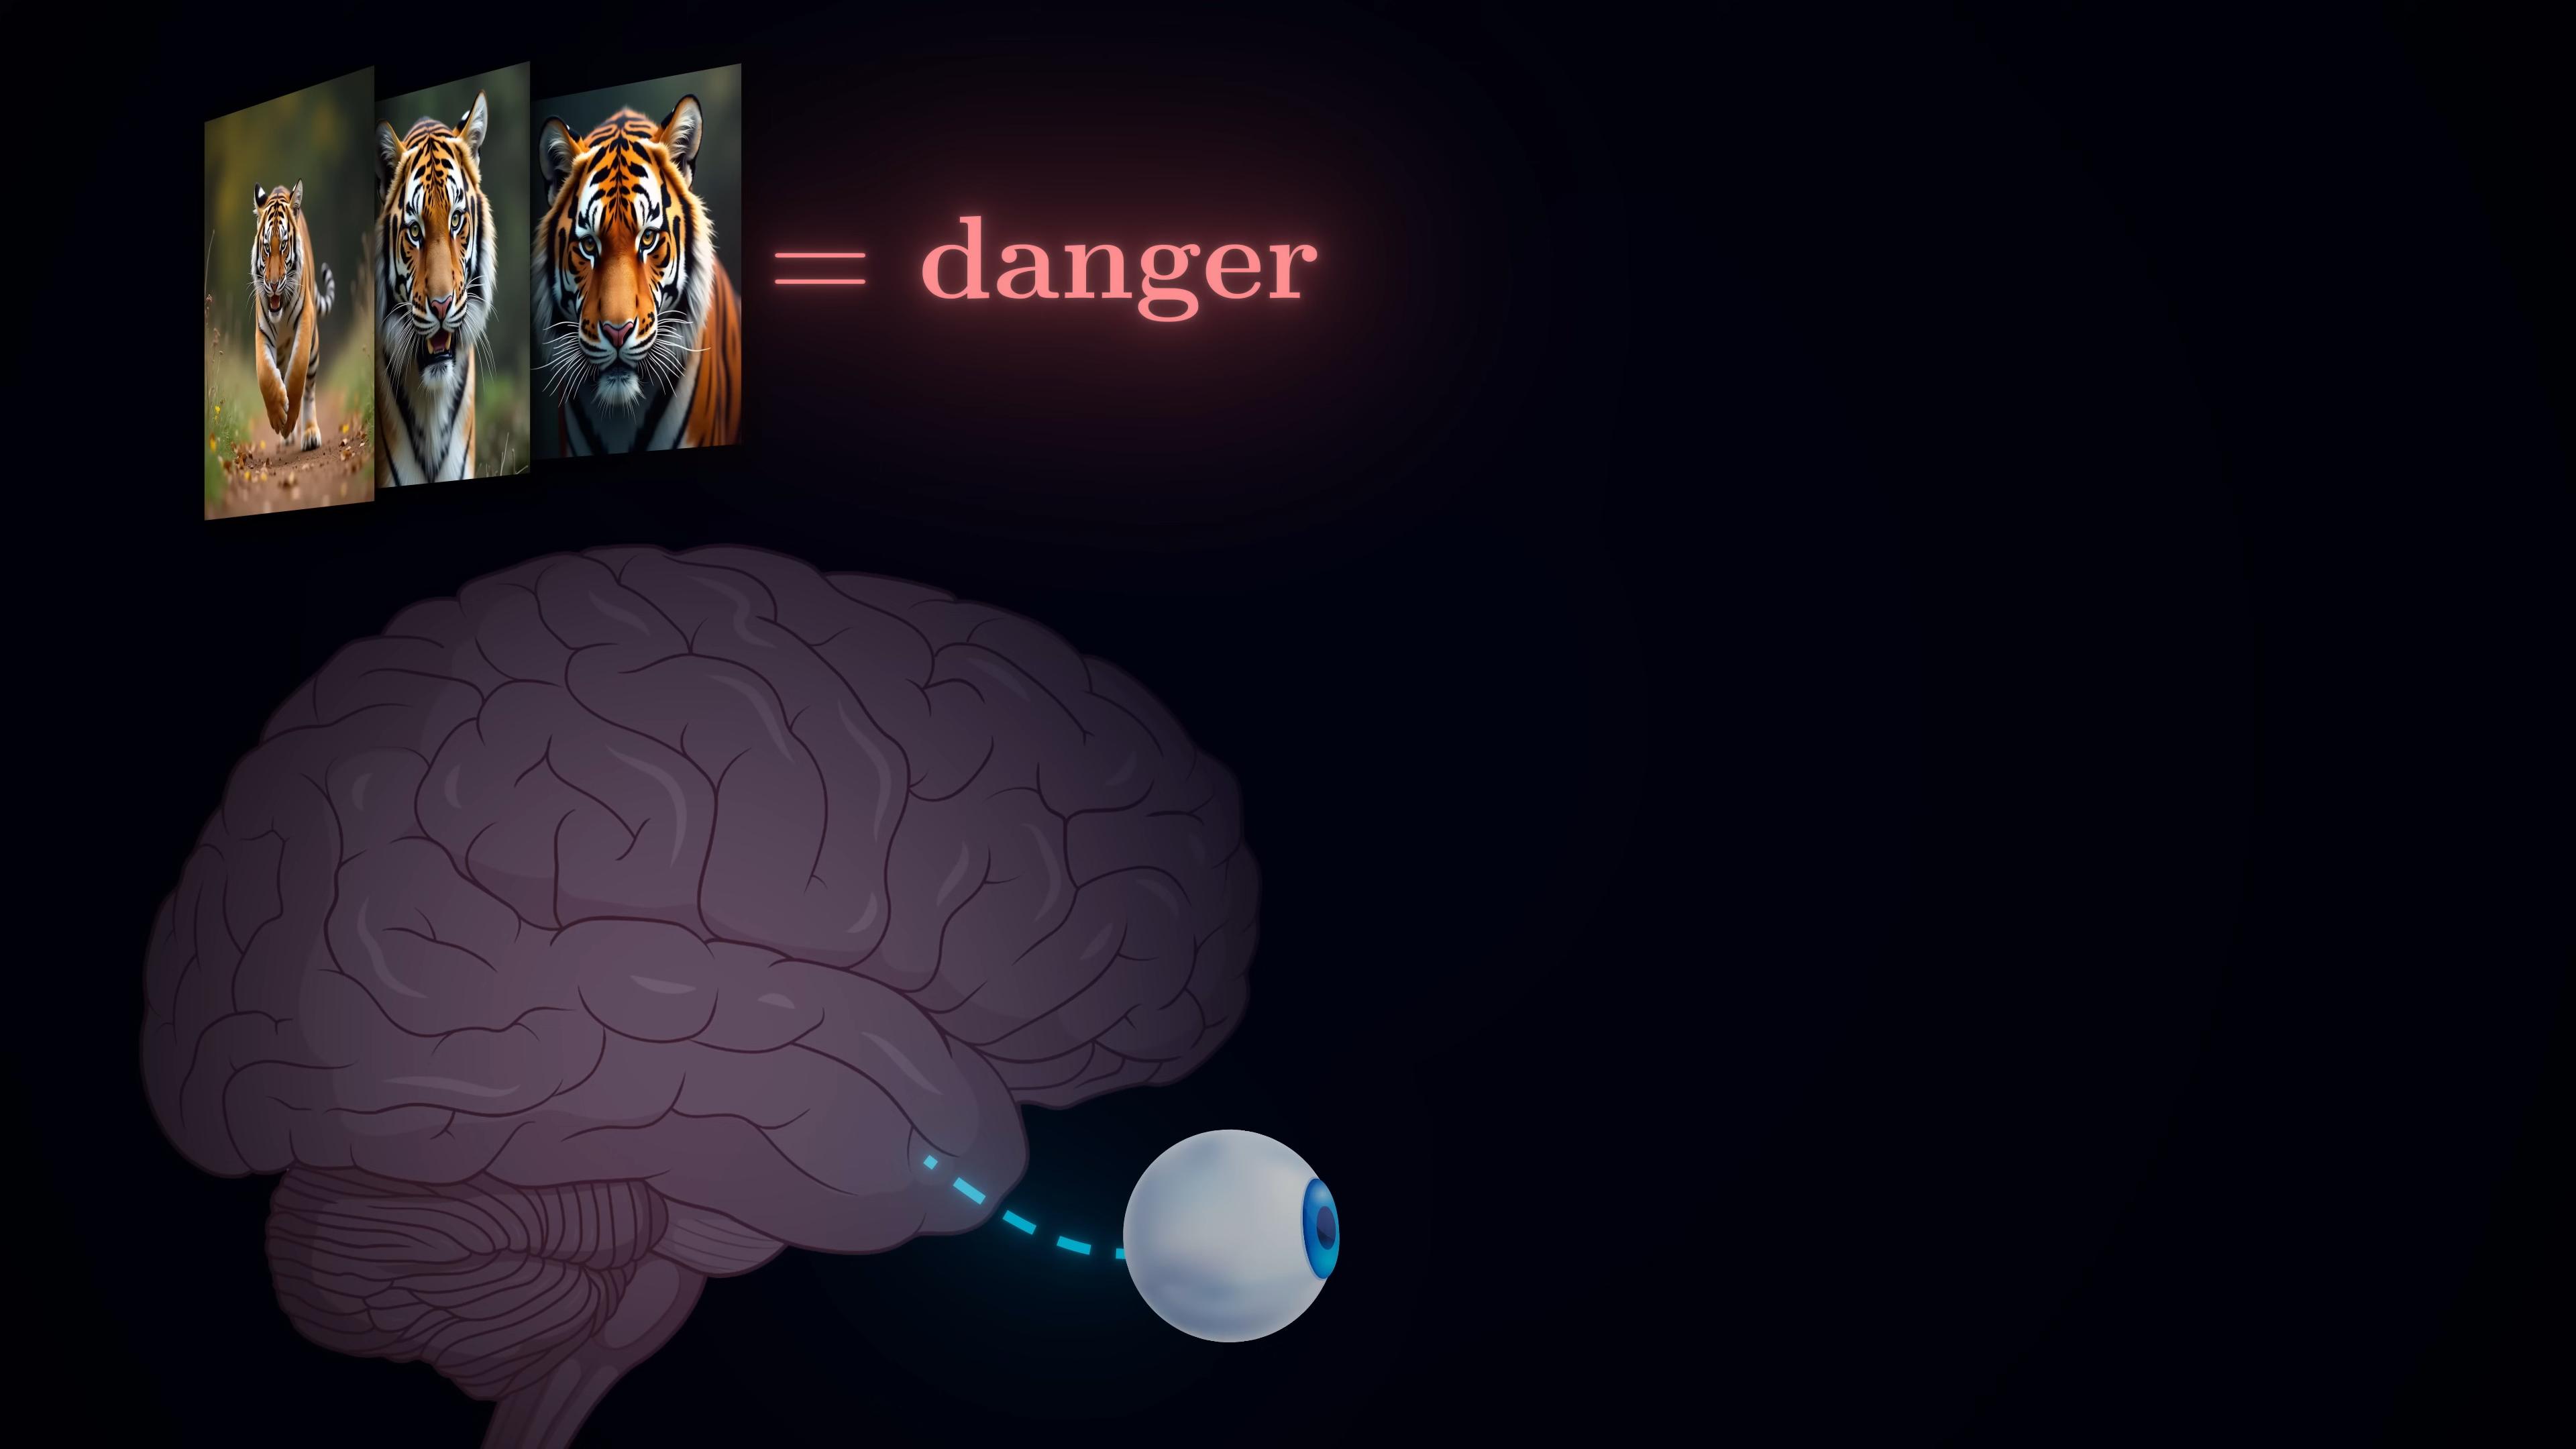 = danger